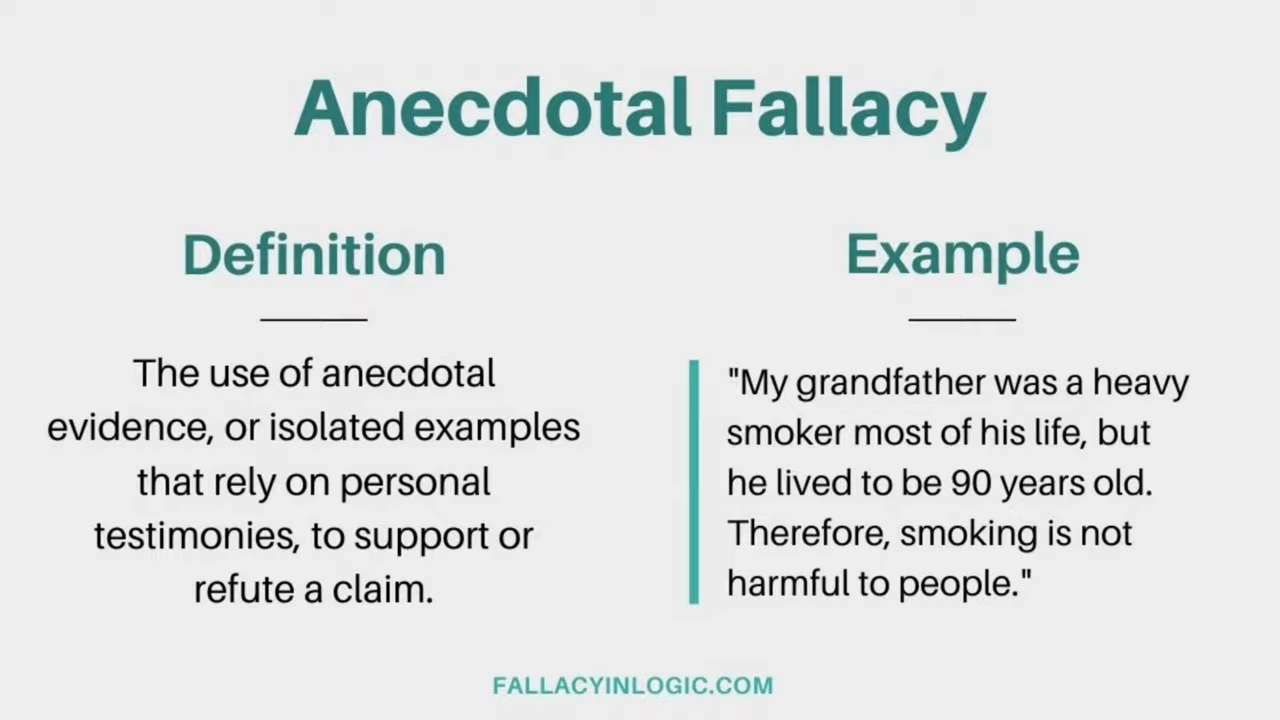 Anecdotal Fallacy
Definition
The use of anecdotal
evidence, or isolated examples
that rely on personal
testimonies, to support or
refute a claim.
Example
"My grandfather was a heavy
smoker most of his life, but
he lived to be 90 years old.
Therefore, smoking is not
harmful to people."
FALLACYINLOGIC.COM